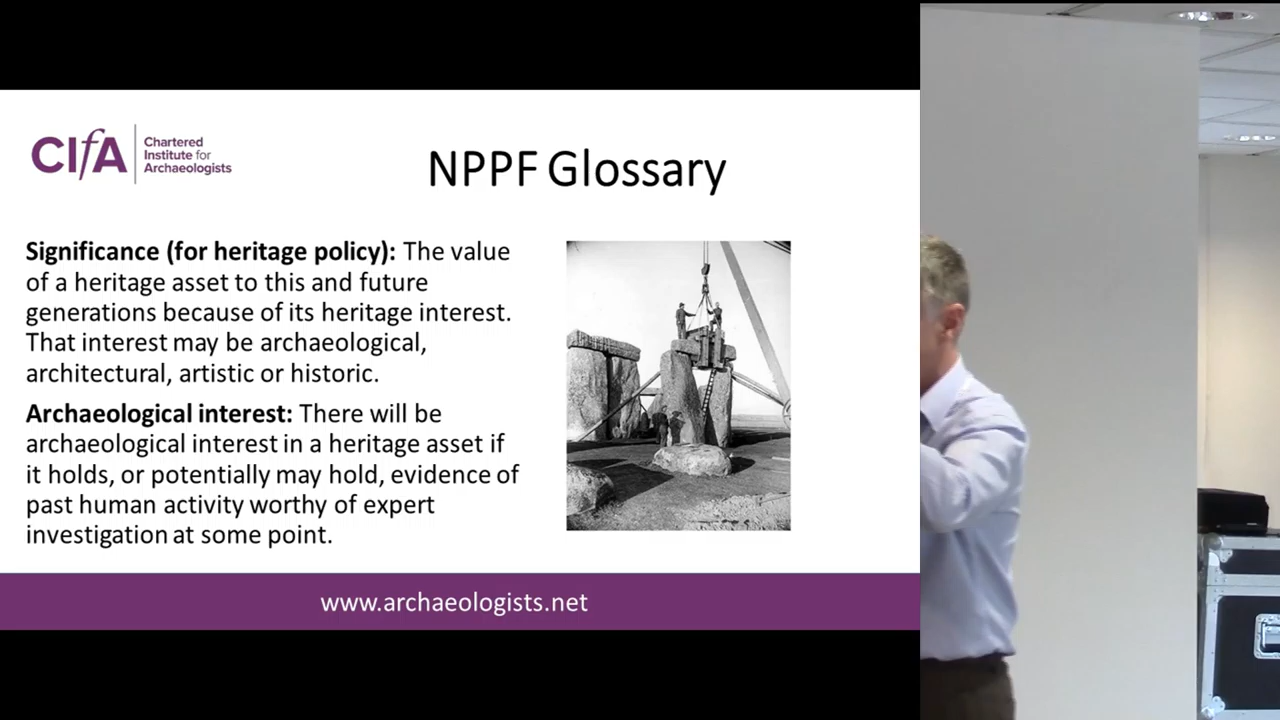 CIfA
Chartered
Institute for
Archaeologists
NPPF Glossary
Significance (for heritage policy): The value
of a heritage asset to this and future
generations because of its heritage interest.
That interest may be archaeological,
architectural, artistic or historic.
Archaeological interest: There will be
archaeological interest in a heritage asset if
it holds, or potentially may hold, evidence of
past human activity worthy of expert
investigation at some point.
www.archaeologists.net